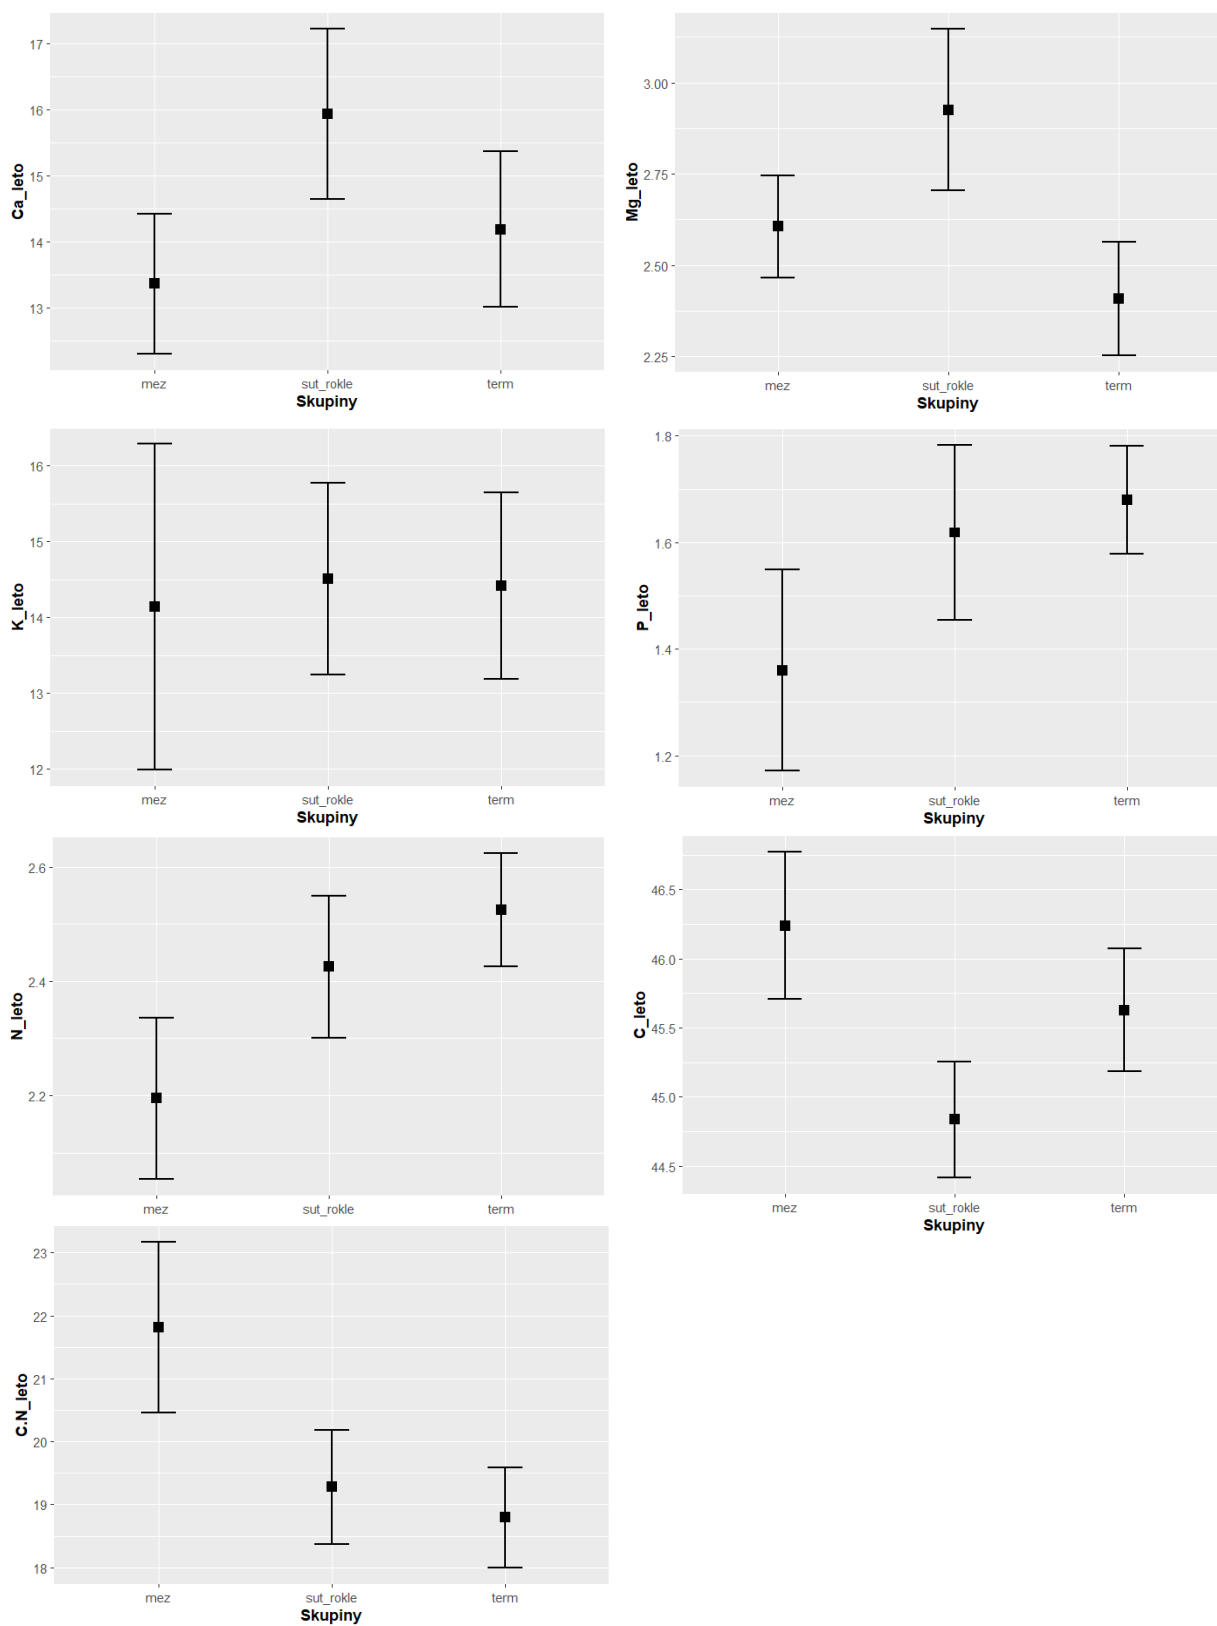 Ca_leto
17
16
15
14
13
mez sut_rokle term
Skupiny
Mg_leto
3.00
2.75
2.50
2.25
mez sut_rokle term
Skupiny
K_leto
16
15
14
13
12
mez sut_rokle term
Skupiny
P_leto
1.8
1.6
1.4
1.2
mez sut_rokle term
Skupiny
N_leto
2.6
2.4
2.2
mez sut_rokle term
C_leto
46.5
46.0
45.5
45.0
44.5
mez sut_rokle term
Skupiny
C.N_leto
23
22
21
20
19
18
mez sut_rokle term
Skupiny